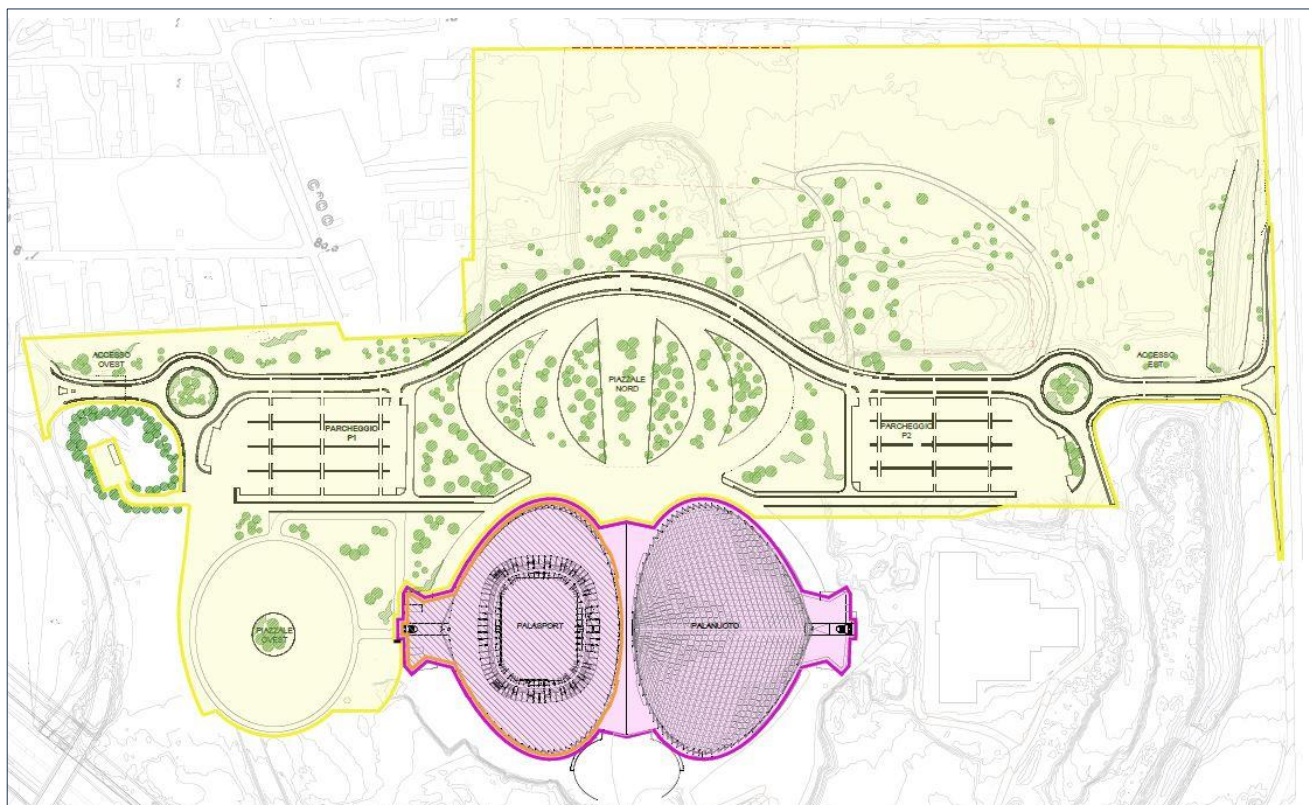 ACCESSO
OVEST
PIAZZALE
NORD
ACCESSO
EST
PARCHEGGIO
P1
PARCHEGGIO
P2
PIAZZALE
OVEST
PALASPORT
PALANUOTO